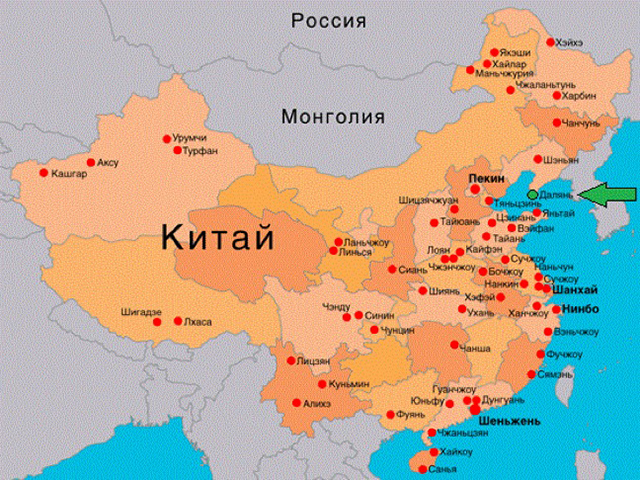 Россия
Хэйхэ
Якэши
Хайлар
Маньчжурия
Чжаланьтунь
Харбин
Монголия
Чанчунь
Урумчи
Турфан
Аксу
Кашгар
Шэньян
Пекин
Далянь
Тяньцзинь
Шицзячжуан
Яньтай
Цзинань
Тайюань
Вэйфан
Тайань
Китай
Ланьчжоу
Линься
Лоян
Кайфэн
Чжэнчжоу
Сучжоу
Сиань
Бочжоу
Наньчун
Сучжоу
Нанкин
Шанхай
Шиянь
Хэфэй
Чэнду
Синин
Ухань
Ханчжоу
Нинбо
Шигадзе
Лхаса
Чунцин
Вэньчжоу
Чанша
Фучжоу
Лицзян
Куньмин
Сямэнь
Гуанчжоу
Алихэ
Юньфу
Дунгуань
Фуянь
Шеньжень
Чжаньцзян
Хайкоу
Санья